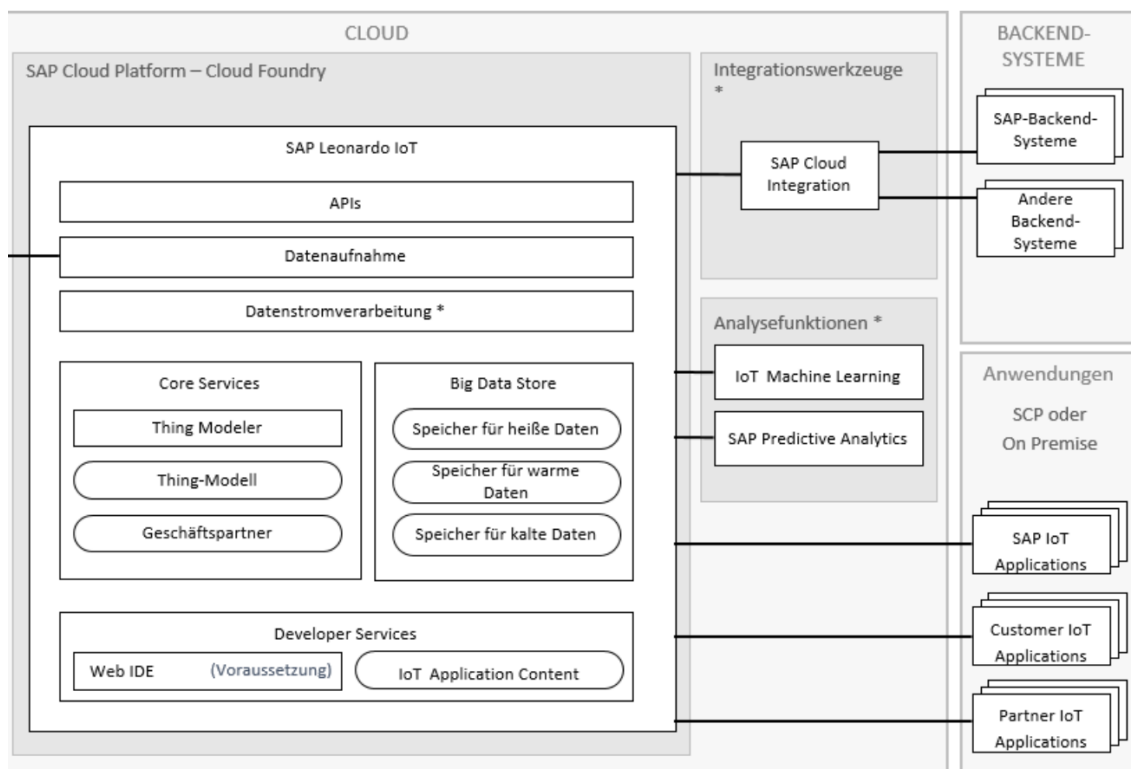 CLOUD
SAP Cloud Platform – Cloud Foundry
SAP Leonardo IoT
APIs
Datenaufnahme
Datenstromverarbeitung *
Core Services
Thing Modeler
Thing-Modell
Geschäftspartner
Big Data Store
Speicher für heiße Daten
Speicher für warme
Daten
Speicher für kalte Daten
Developer Services
Web IDE (Voraussetzung)
IoT Application Content
Integrationswerkzeuge
*
SAP Cloud
Integration
Analysefunktionen *
IoT Machine Learning
SAP Predictive Analytics
BACKEND-
SYSTEME
SAP-Backend-
Systeme
Andere
Backend-
Systeme
Anwendungen
SCP oder
On Premise
SAP IoT
Applications
Customer IoT
Applications
Partner IoT
Applications